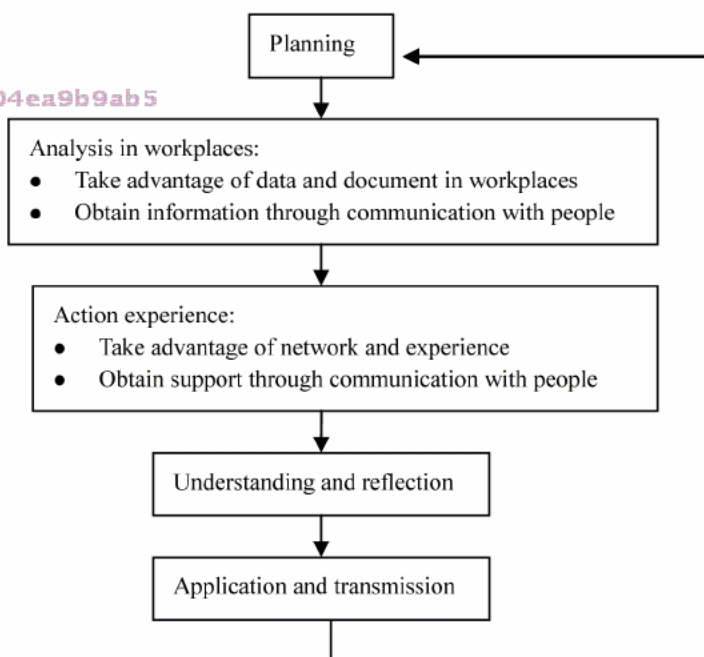 Planning
04ea9b9ab5
Analysis in workplaces:
● Take advantage of data and document in workplaces
● Obtain information through communication with people
Action experience:
● Take advantage of network and experience
● Obtain support through communication with people
Understanding and reflection
Application and transmission